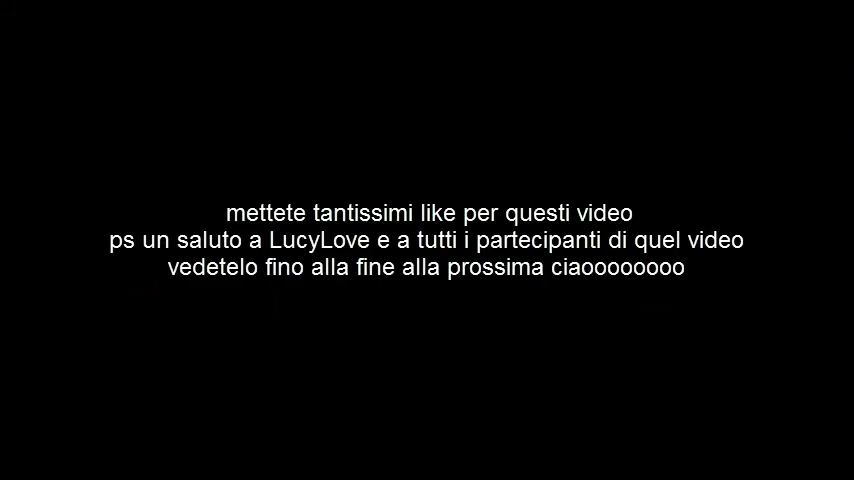 mettete tantissimi like per questi video
ps un saluto a LucyLove e a tutti i partecipanti di quel video
vedetelo fino alla fine alla prossima ciaoooooooo